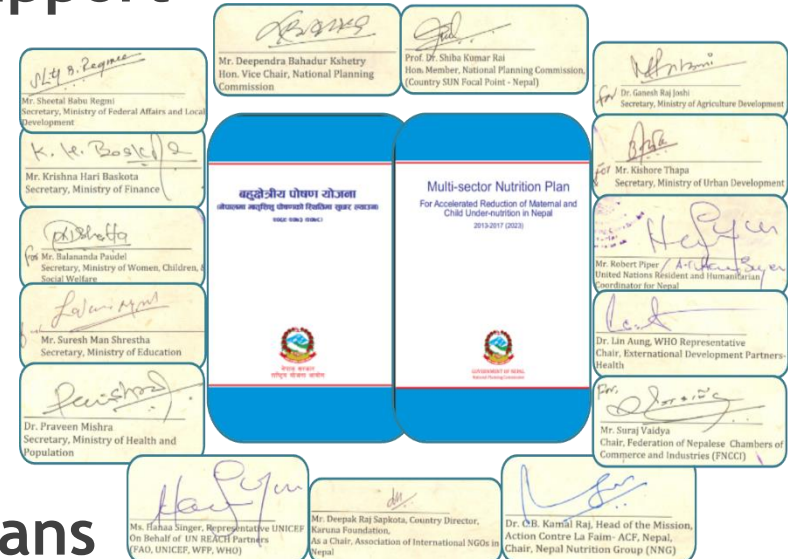 upport
Mr. Deependra Bahadur Kshetry
Hon. Vice Chair, National Planning
Commission
Prof. Dr. Shiba Kumar Rai
Hon. Member, National Planning Commission,
(Country SUN Focal Point - Nepal)
Mr. Sheetal Babu Regmi
Secretary, Ministry of Federal Affairs and Local
Development
for Dr. Ganesh Raj Joshi
Secretary, Ministry of Agriculture Development
Mr. Krishna Hari Baskota
Secretary, Ministry of Finance
for Mr. Kishore Thapa
Secretary, Ministry of Urban Development
बहुक्षेत्रीय पोषण योजना
Multi-sector Nutrition Plan
For Accelerated Reduction of Maternal and
Child Under-nutrition in Nepal
2013-2017 (2023)
for Mr. Balananda Paudel
Secretary, Ministry of Women, Children, &
Social Welfare
Mr. Robert Piper
United Nations Resident and Humanitarian
Coordinator for Nepal
Mr. Suresh Man Shrestha
Secretary, Ministry of Education
Dr. Lin Aung, WHO Representative
Chair, Extenational Development Partners-
Health
नेपाल सरकार
राष्ट्रिय योजना आयोग
GOVERNMENT OF NEPAL
National Planning Commission
Dr. Praveen Mishra
Secretary, Ministry of Health and
Population
For,
Mr. Suraj Vaidya
Chair, Federation of Nepalese Chambers of
Commerce and Industries (FNCCI)
ans
Ms. Hanaa Singer, Representative UNICEF
On Behalf of UN REACH Partners
(FAO, UNICEF, WFP, WHO)
Mr. Deepak Raj Sapkota, Country Director,
Karuna Foundation,
As a Chair, Association of International NGOs in
Nepal
Dr. C.B. Kamal Raj, Head of the Mission,
Action Contre La Faim- ACF, Nepal,
Chair, Nepal Nutrition Group (NNG)